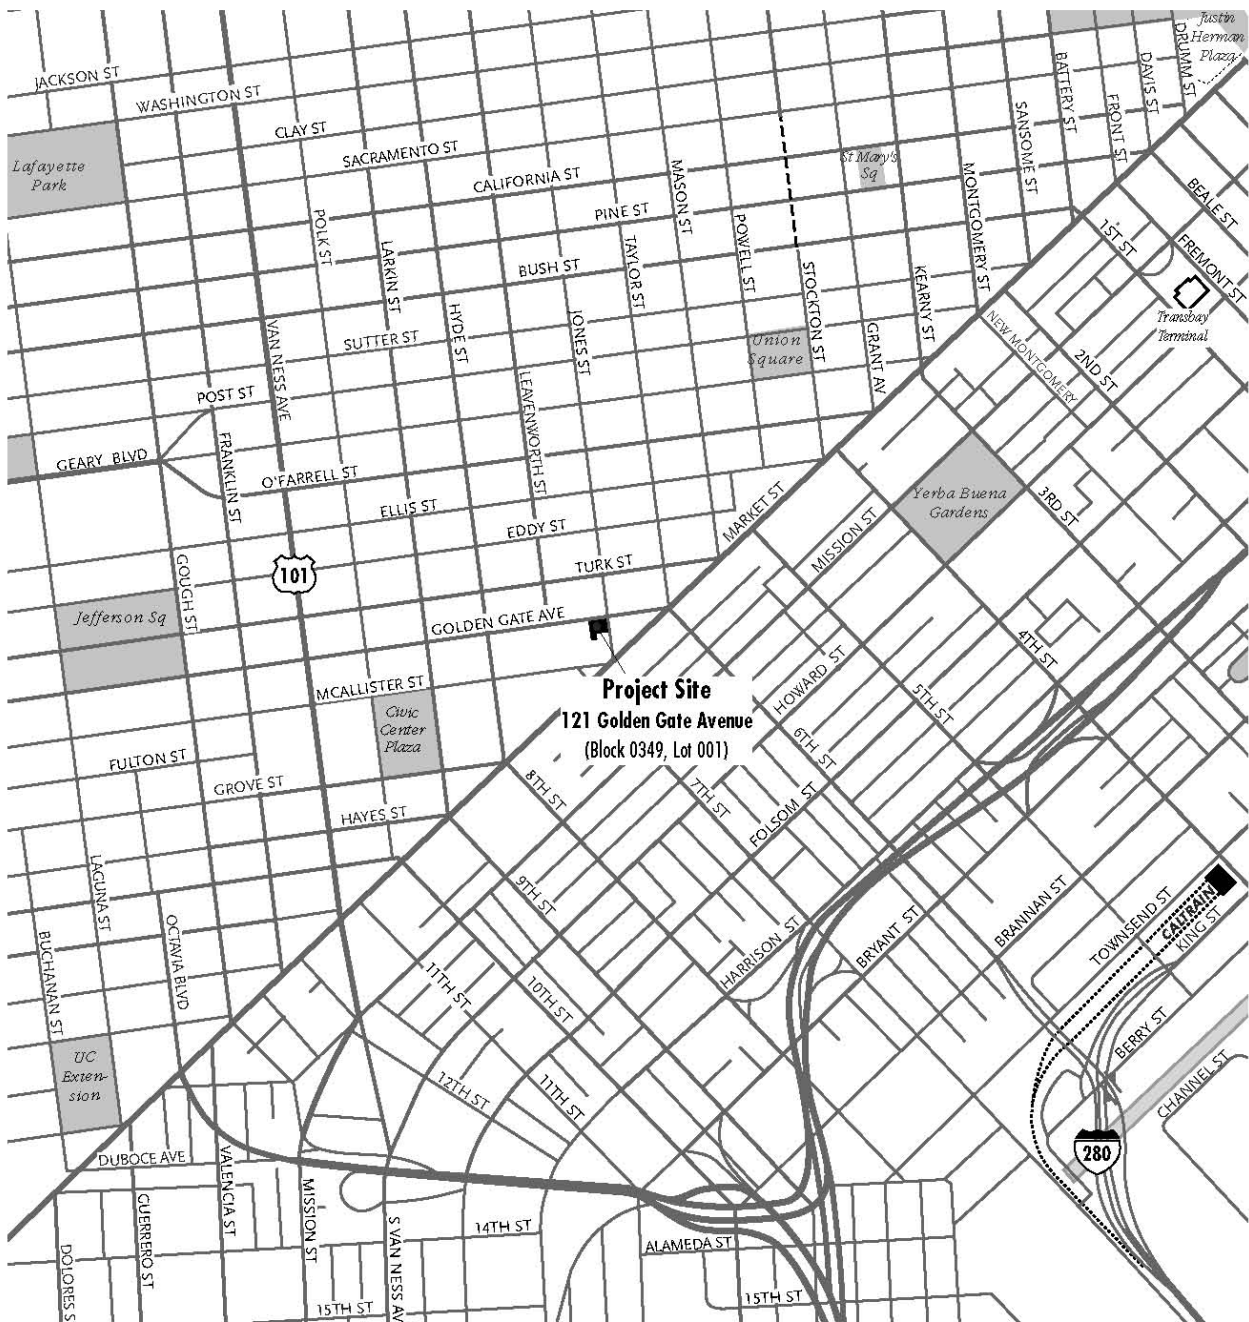 JACKSON ST
WASHINGTON ST
CLAY ST
SACRAMENTO ST
CALIFORNIA ST
PINE ST
BUSH ST
SUTTER ST
POST ST
GEARY BLVD
O'FARRELL ST
ELLIS ST
EDDY ST
TURK ST
GOLDEN GATE AVE
MCALLISTER ST
FULTON ST
GROVE ST
HAYES ST
Lafayette
Park
Justin
Herman
Plaza
DRUMM ST
DAVIS ST
FRONT ST
BATTERY ST
SANSOME ST
MONTGOMERY ST
St Mary's
Sq
KEARNY ST
GRANT AV
STOCKTON ST
POWELL ST
MASON ST
TAYLOR ST
JONES ST
LEAVENWORTH ST
HYDE ST
LARKIN ST
POLK ST
VAN NESS AVE
FRANKLIN ST
GOUGH ST
OCTAVIA BLVD
LAGUNA ST
BUCHANAN ST
Union
Square
BEALE ST
FREMONT ST
1ST ST
Transbay
Terminal
NEW MONTGOMERY
2ND ST
3RD ST
Yerba Buena
Gardens
MARKET ST
MISSION ST
101
Jefferson Sq
Civic
Center
Plaza
Project Site
121 Golden Gate Avenue
(Block 0349, Lot 001)
HOWARD ST
4TH ST
5TH ST
6TH ST
7TH ST
8TH ST
9TH ST
10TH ST
11TH ST
11TH ST
12TH ST
FOLSOM ST
HARRISON ST
BRYANT ST
BRANNAN ST
TOWNSEND ST
CALTRAIN
KING ST
BERRY ST
CHANNEL ST
280
UC
Exten-
sion
DUBOCE AVE
VALENCIA ST
GUERRERO ST
DOLORES S
MISSION ST
S VAN NESS AV
14TH ST
ALAMEDA ST
15TH ST
15TH ST